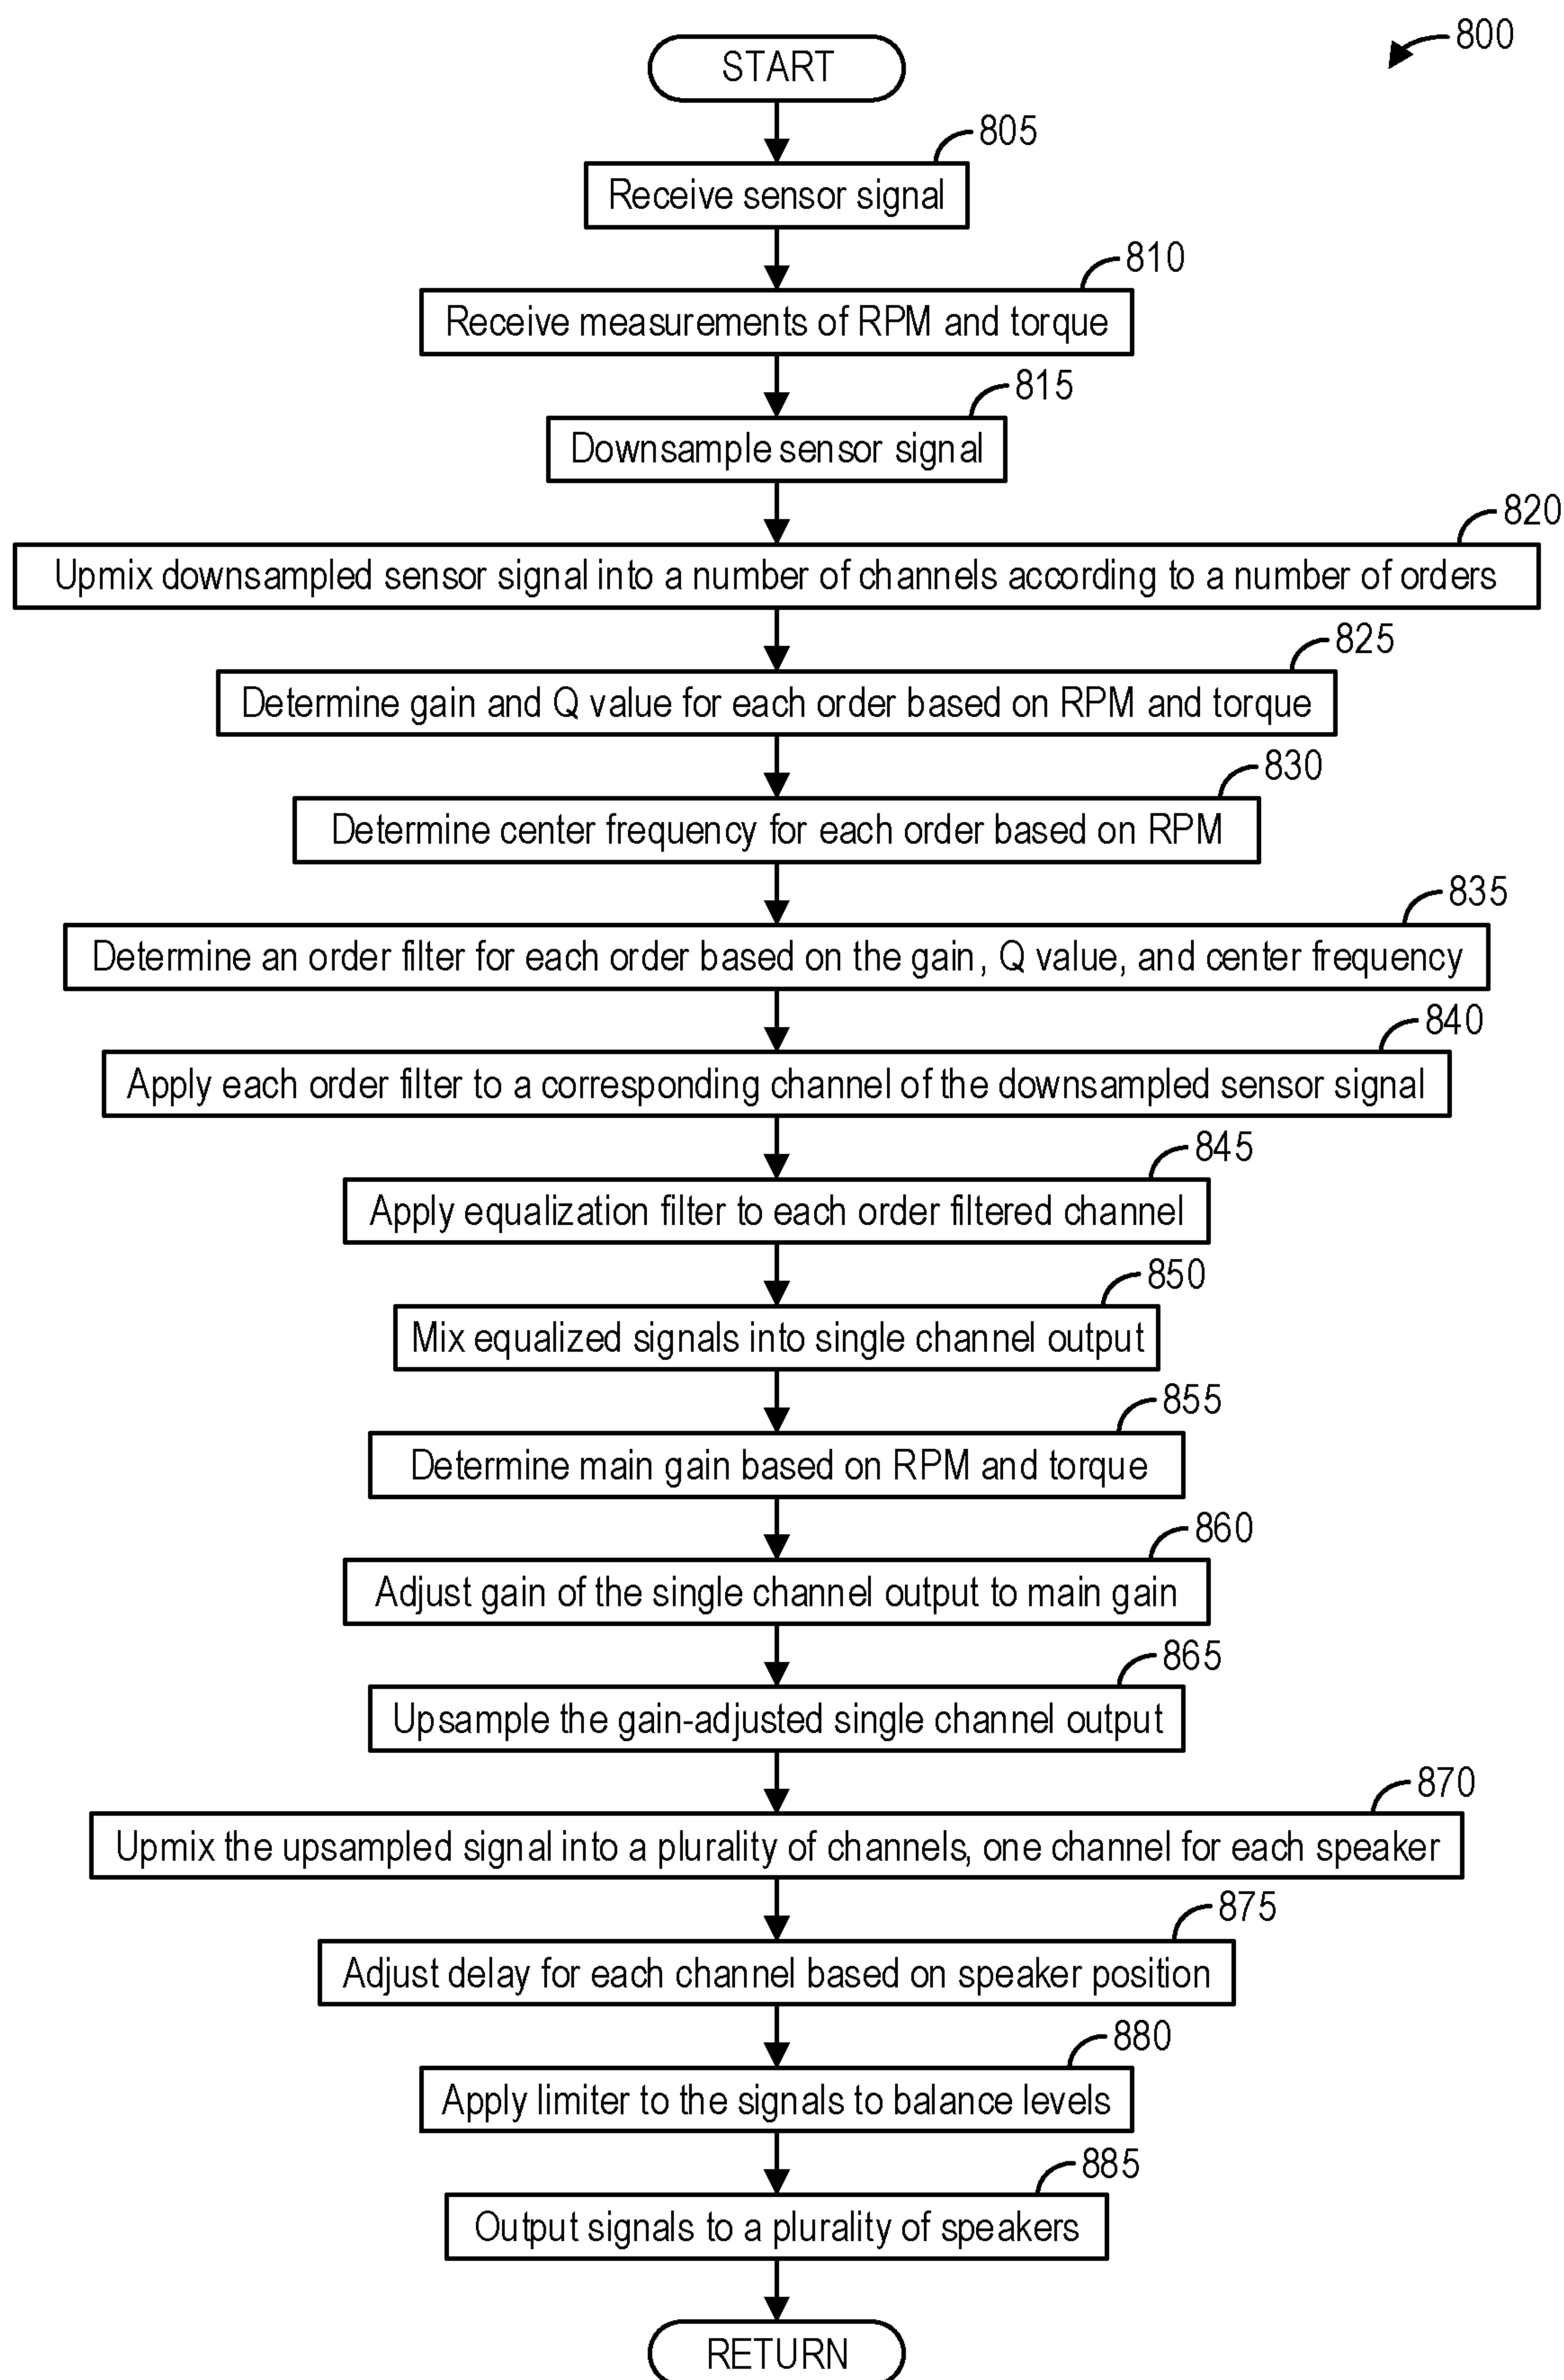 800
START
805
Receive sensor signal
810
Receive measurements of RPM and torque
815
Downsample sensor signal
820
Upmix downsampled sensor signal into a number of channels according to a number of orders
825
Determine gain and Q value for each order based on RPM and torque
830
Determine center frequency for each order based on RPM
835
Determine an order filter for each order based on the gain, Q value, and center frequency
840
Apply each order filter to a corresponding channel of the downsampled sensor signal
845
Apply equalization filter to each order filtered channel
850
Mix equalized signals into single channel output
855
Determine main gain based on RPM and torque
860
Adjust gain of the single channel output to main gain
865
Upsample the gain-adjusted single channel output
870
Upmix the upsampled signal into a plurality of channels, one channel for each speaker
875
Adjust delay for each channel based on speaker position
880
Apply limiter to the signals to balance levels
885
Output signals to a plurality of speakers
RETURN